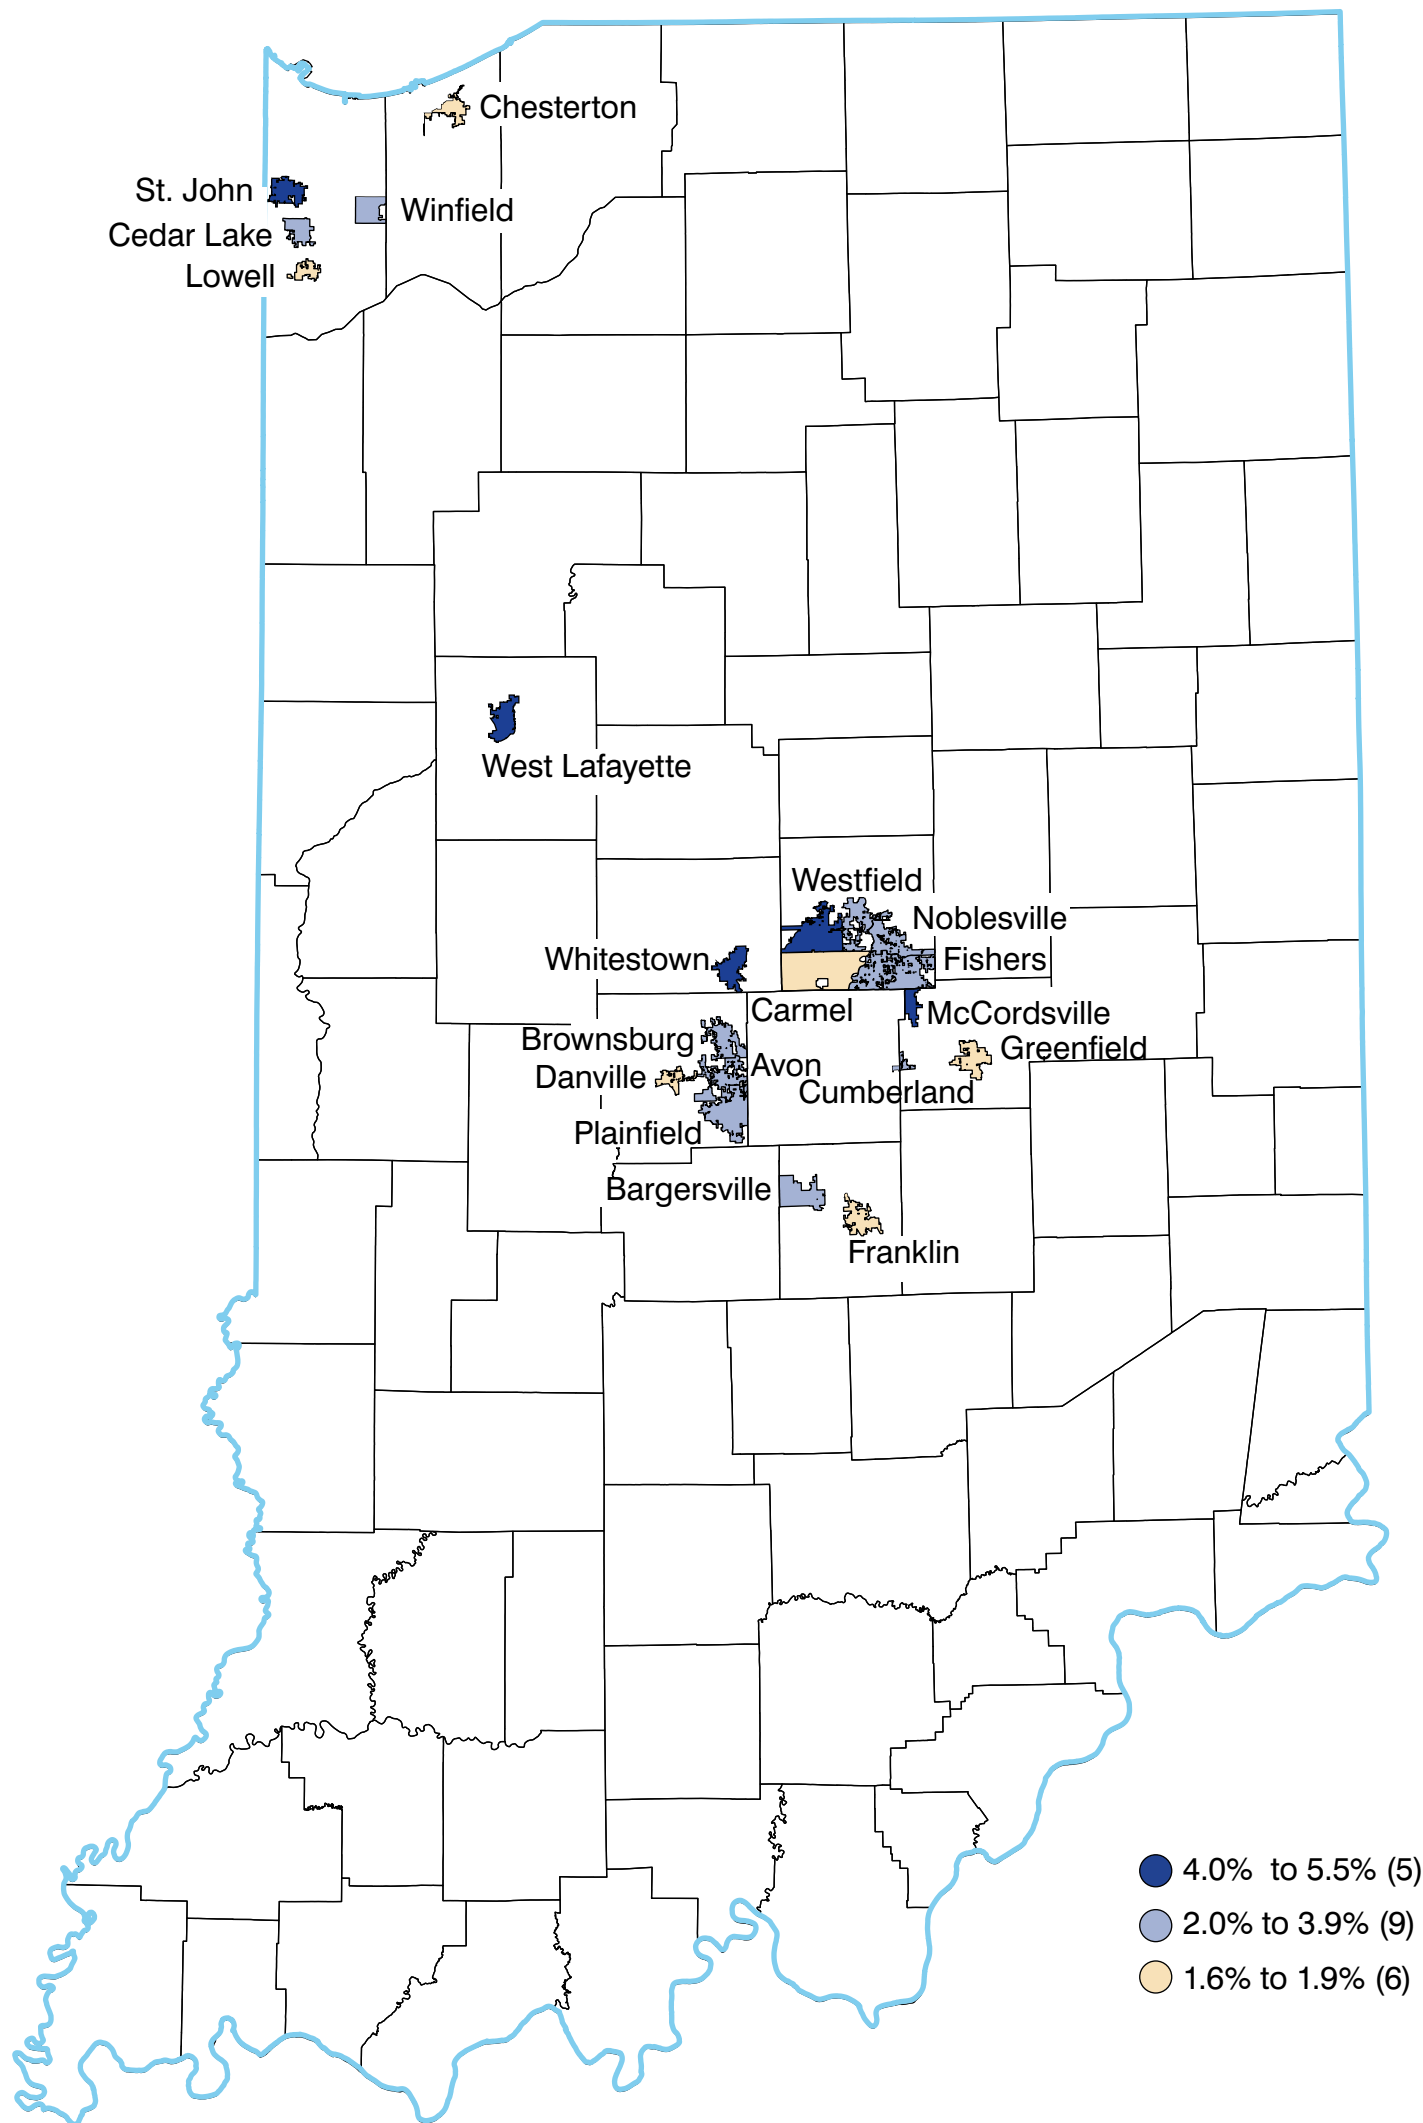 Chesterton
St. John
Winfield
Cedar Lake
Lowell
West Lafayette
Westfield
Noblesville
Whitestown
Fishers
Carmel
McCordsville
Brownsburg
Greenfield
Avon
Danville
Cumberland
Plainfield
Bargersville
Franklin
4.0% to 5.5% (5)
2.0% to 3.9% (9)
1.6% to 1.9% (6)